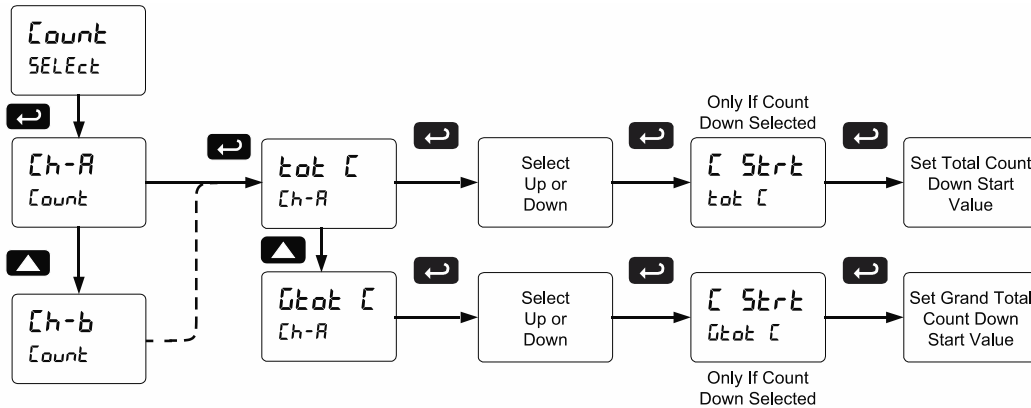 Count
SELEct
Ch-A
Count
Ch-b
Count
tot C
Ch-A
Select
Up or
Down
Only If Count
Down Selected
C Strt
tot C
Set Total Count
Down Start
Value
Gtot C
Ch-A
Select
Up or
Down
C Strt
Gtot C
Only If Count
Down Selected
Set Grand Total
Count Down
Start Value